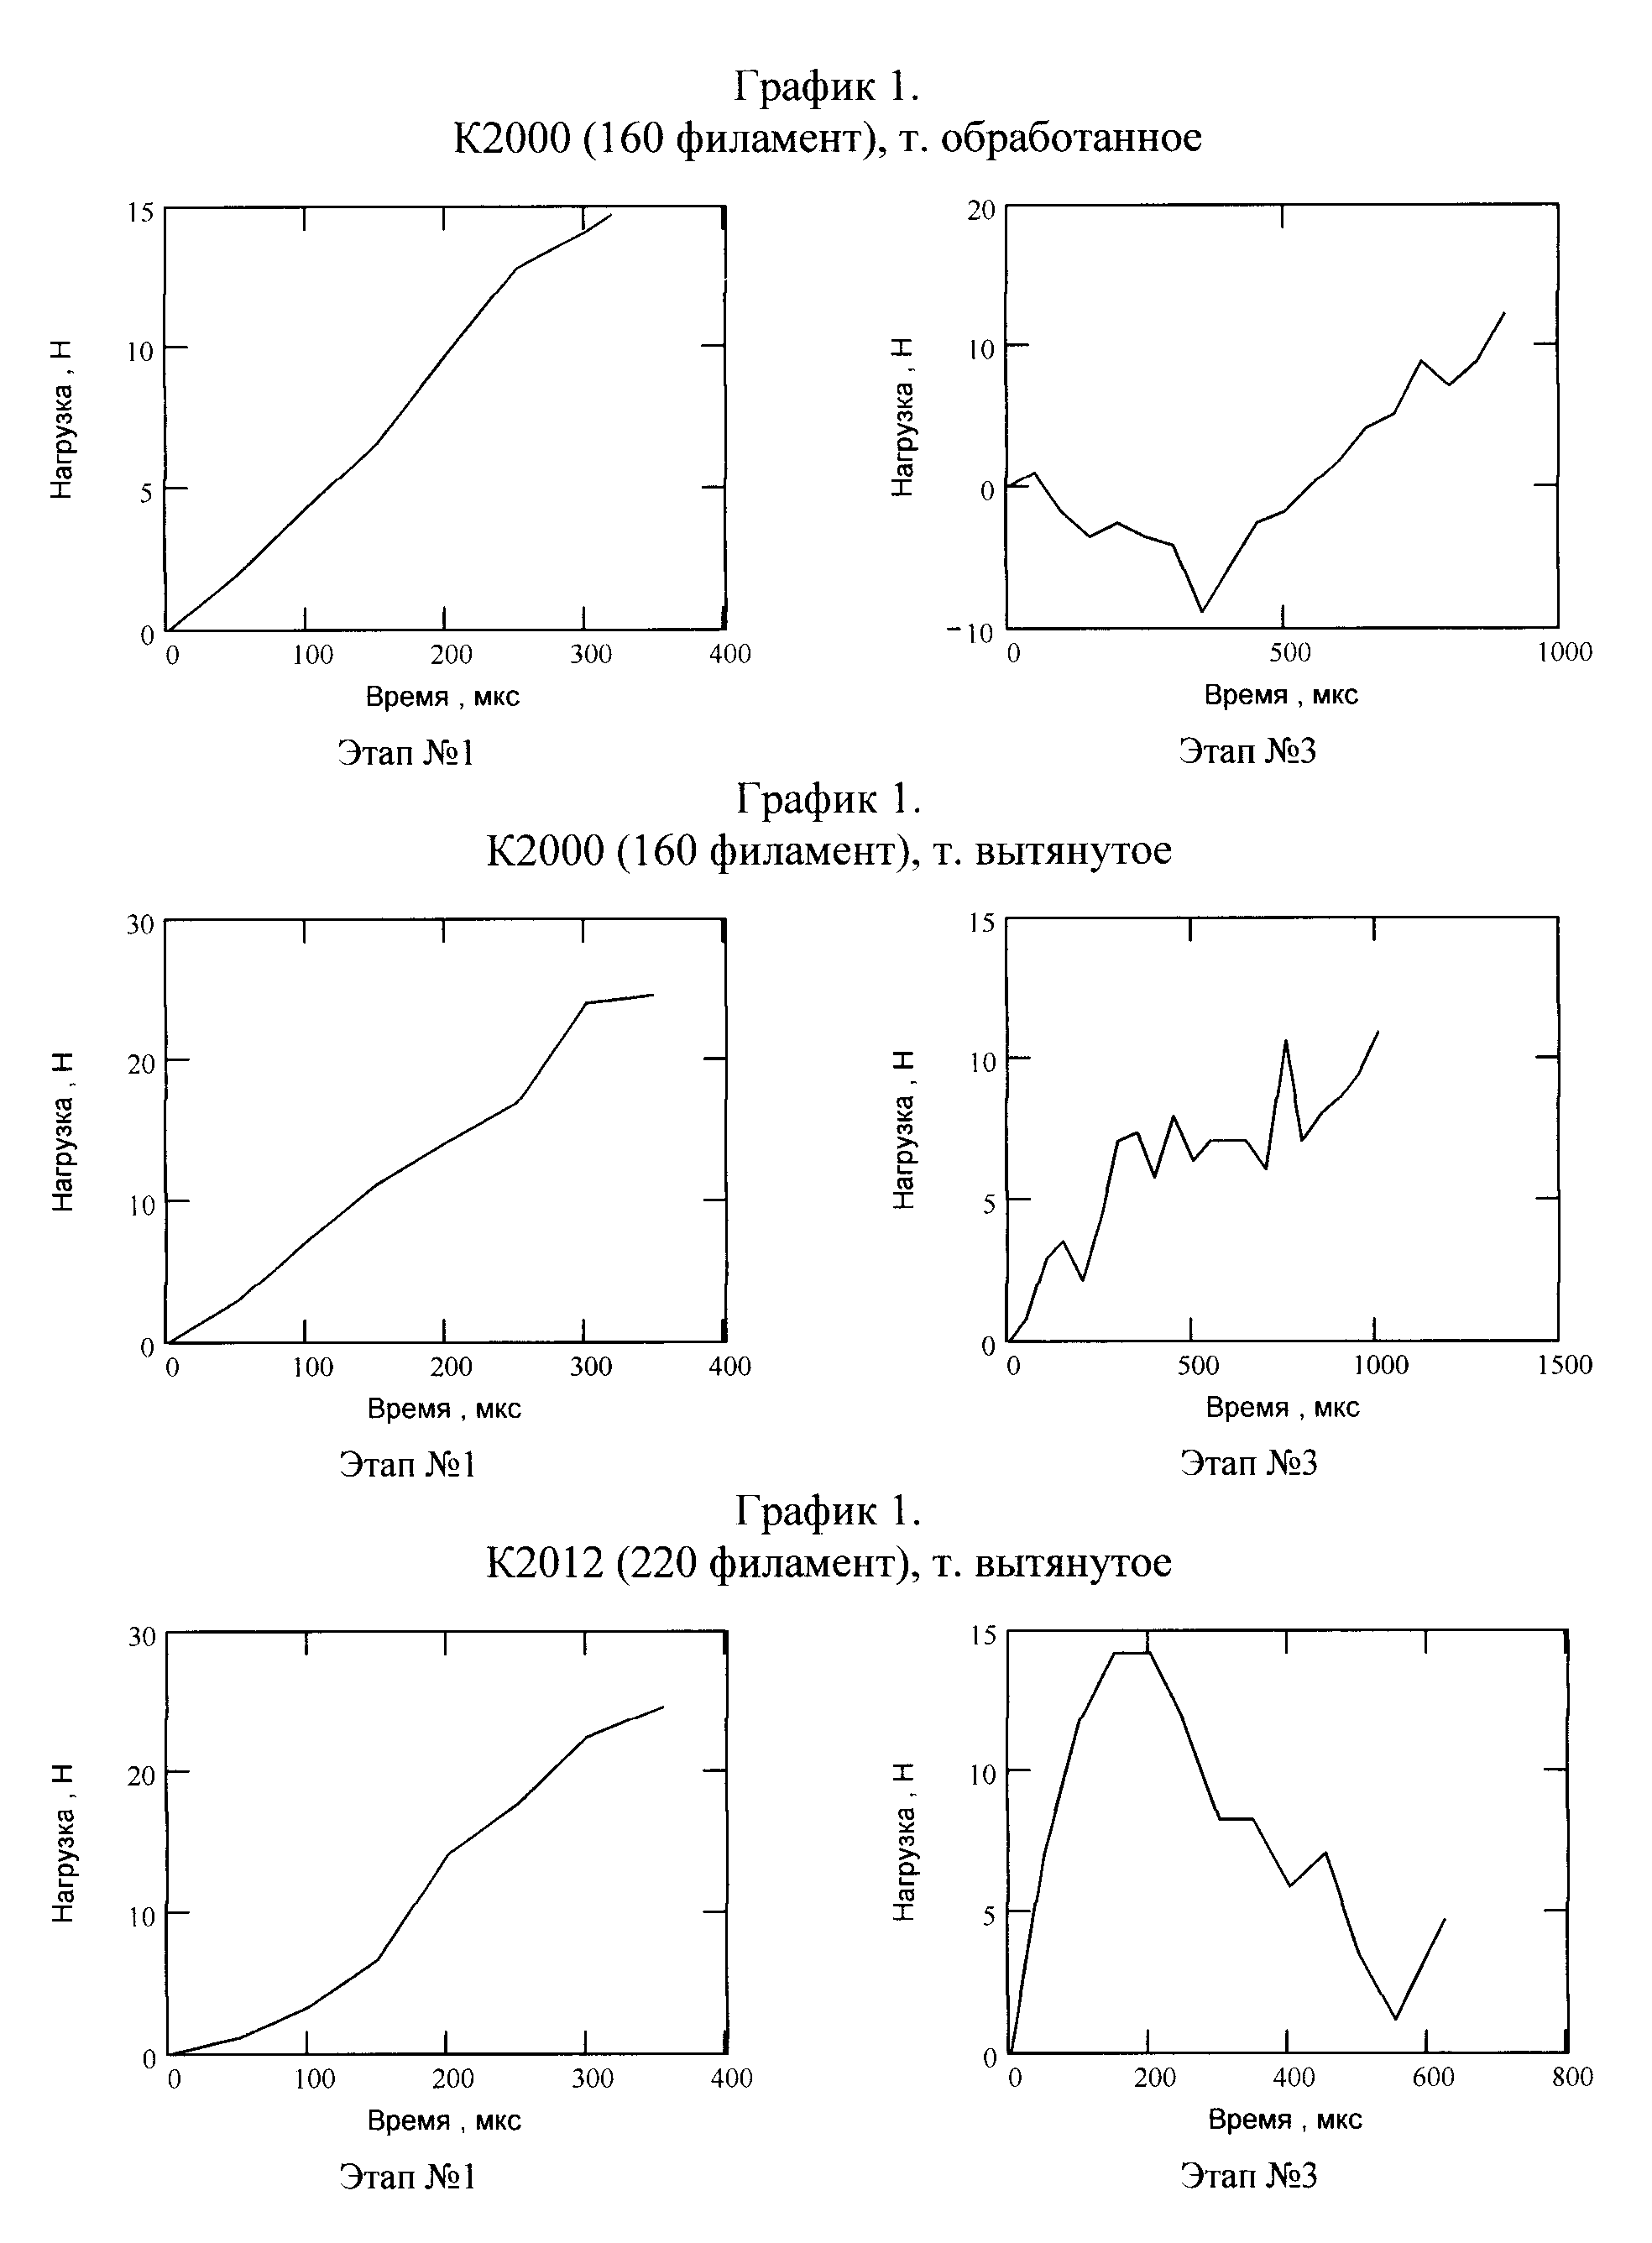 График 1.
К2000 (160 филамент), т. обработанное
15
10
5
0
0 100 200 300 400
Нагрузка , Н
Время , мкс
Этап №1
20
10
0
−10
0 500 1000
Нагрузка , Н
Время , мкс
Этап №3
График 1.
К2000 (160 филамент), т. вытянутое
30
20
10
0
0 100 200 300 400
Нагрузка , Н
Время , мкс
Этап №1
15
10
5
0
0 500 1000 1500
Нагрузка , Н
Время , мкс
Этап №3
График 1.
К2012 (220 филамент), т. вытянутое
30
20
10
0
0 100 200 300 400
Нагрузка , Н
Время , мкс
Этап №1
15
10
5
0
0 200 400 600 800
Нагрузка , Н
Время , мкс
Этап №3